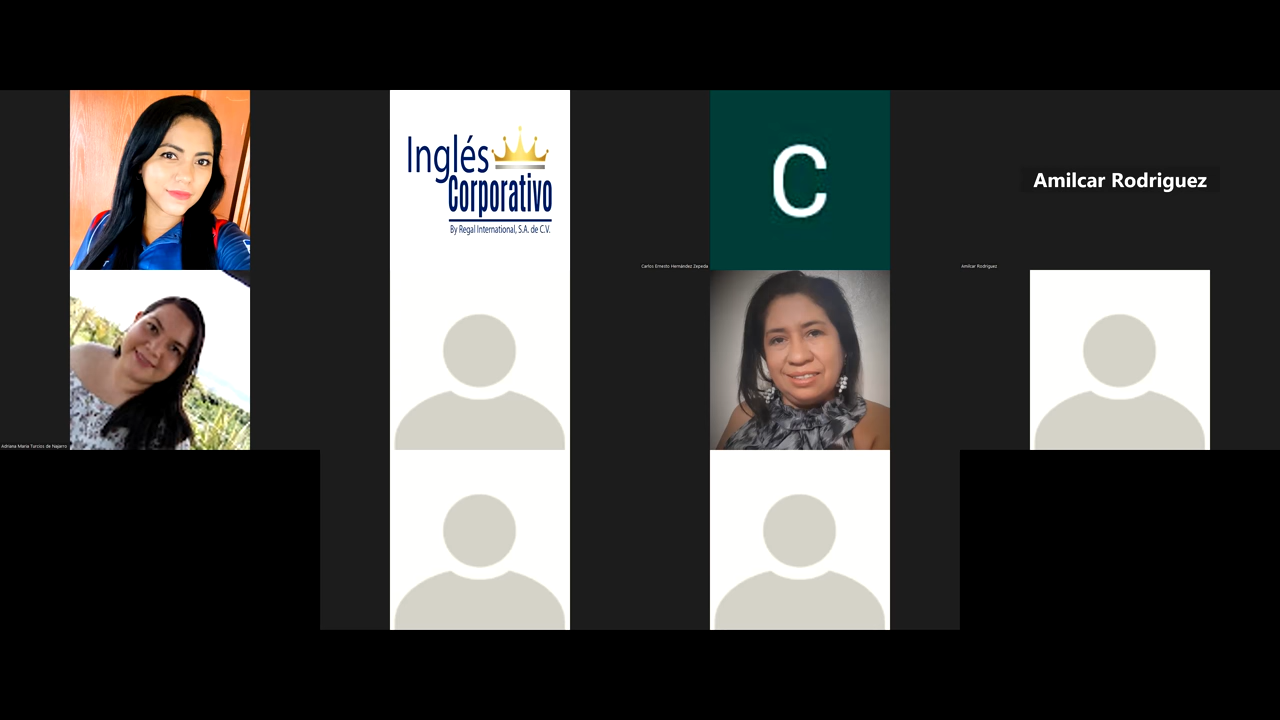 Inglés
Corporativo
By Regal International, S.A. de C.V.
C
Amilcar Rodriguez
Carlos Ernesto Hernández Zepeda
Amilcar Rodriguez
Adriana Maria Turcios de Najarro